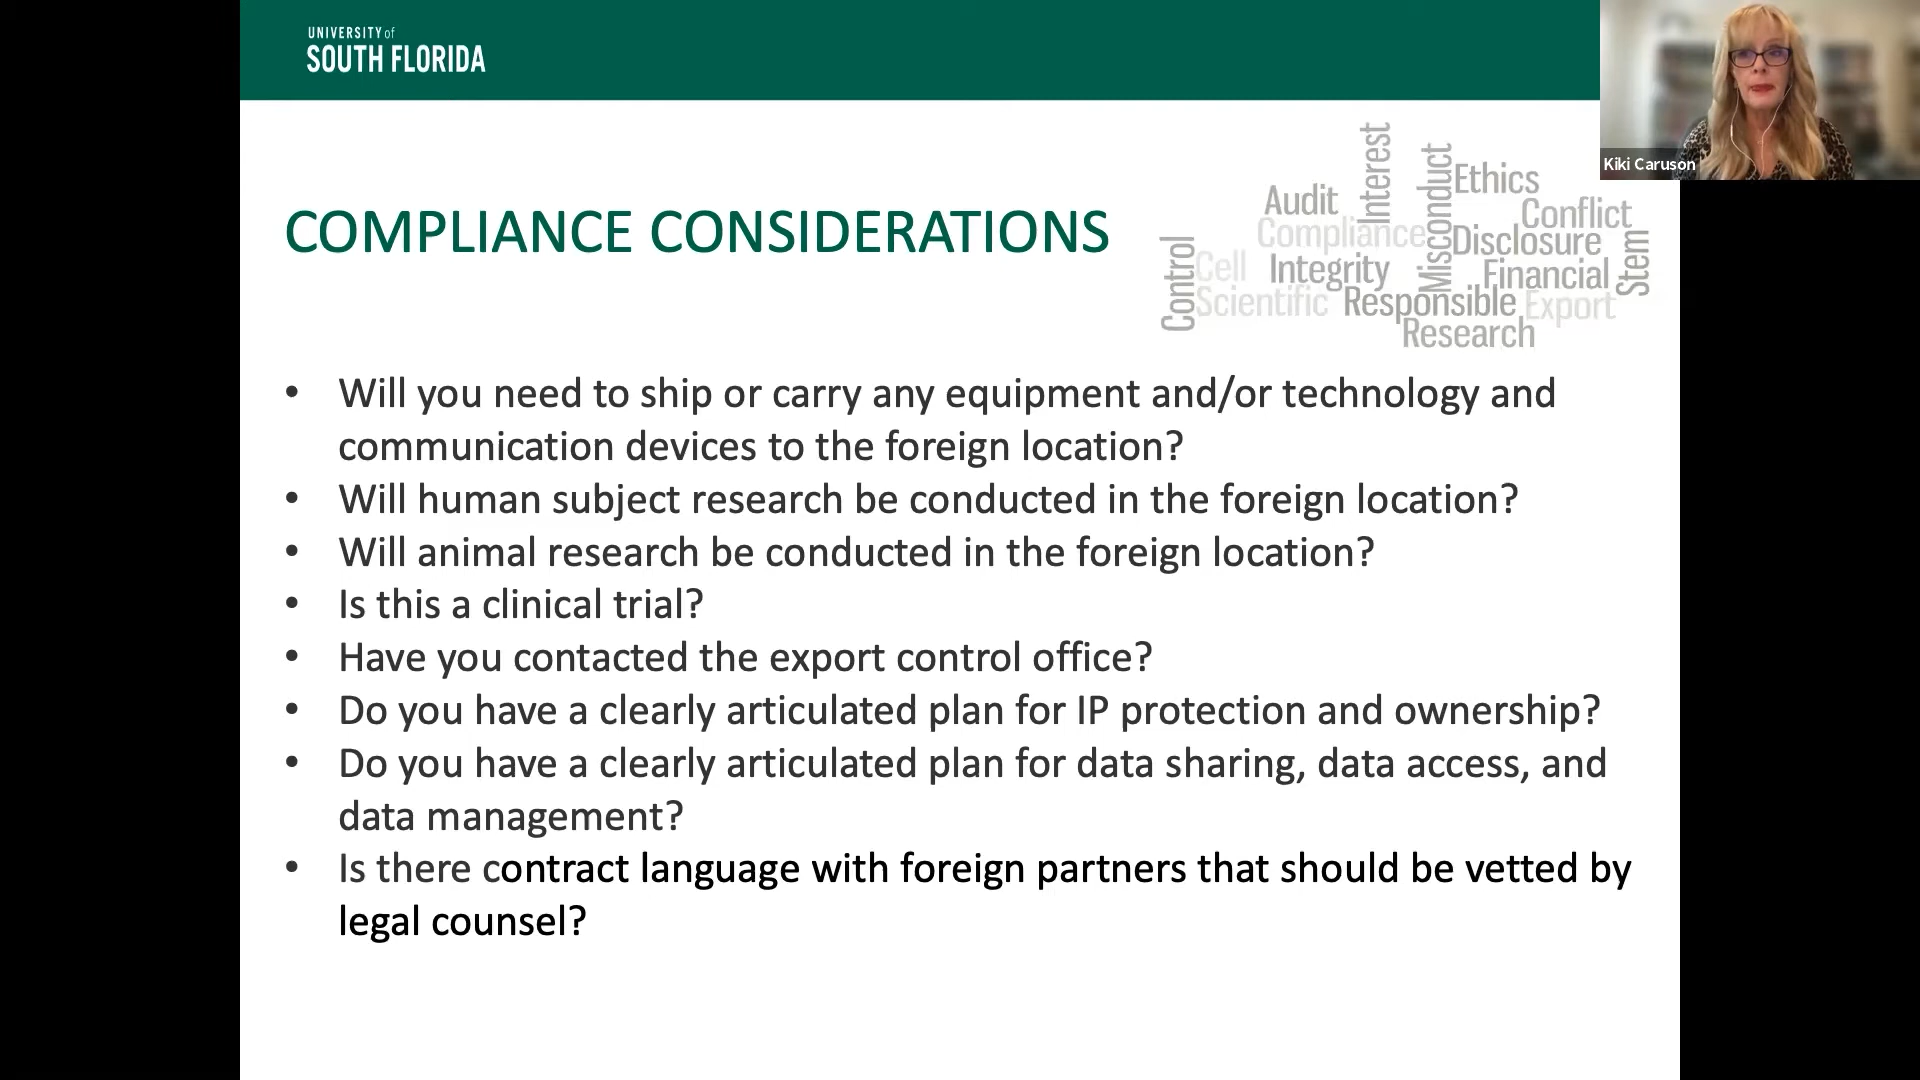 UNIVERSITY of
SOUTH FLORIDA
Kiki Caruson
COMPLIANCE CONSIDERATIONS
Interest
Misconduct
Ethics
Audit
Conflict
Compliance
Disclosure
Control
Cell
Integrity
Financial
Stem
Scientific
Responsible
Export
Research
• Will you need to ship or carry any equipment and/or technology and
communication devices to the foreign location?
• Will human subject research be conducted in the foreign location?
• Will animal research be conducted in the foreign location?
• Is this a clinical trial?
• Have you contacted the export control office?
• Do you have a clearly articulated plan for IP protection and ownership?
• Do you have a clearly articulated plan for data sharing, data access, and
data management?
• Is there contract language with foreign partners that should be vetted by
legal counsel?